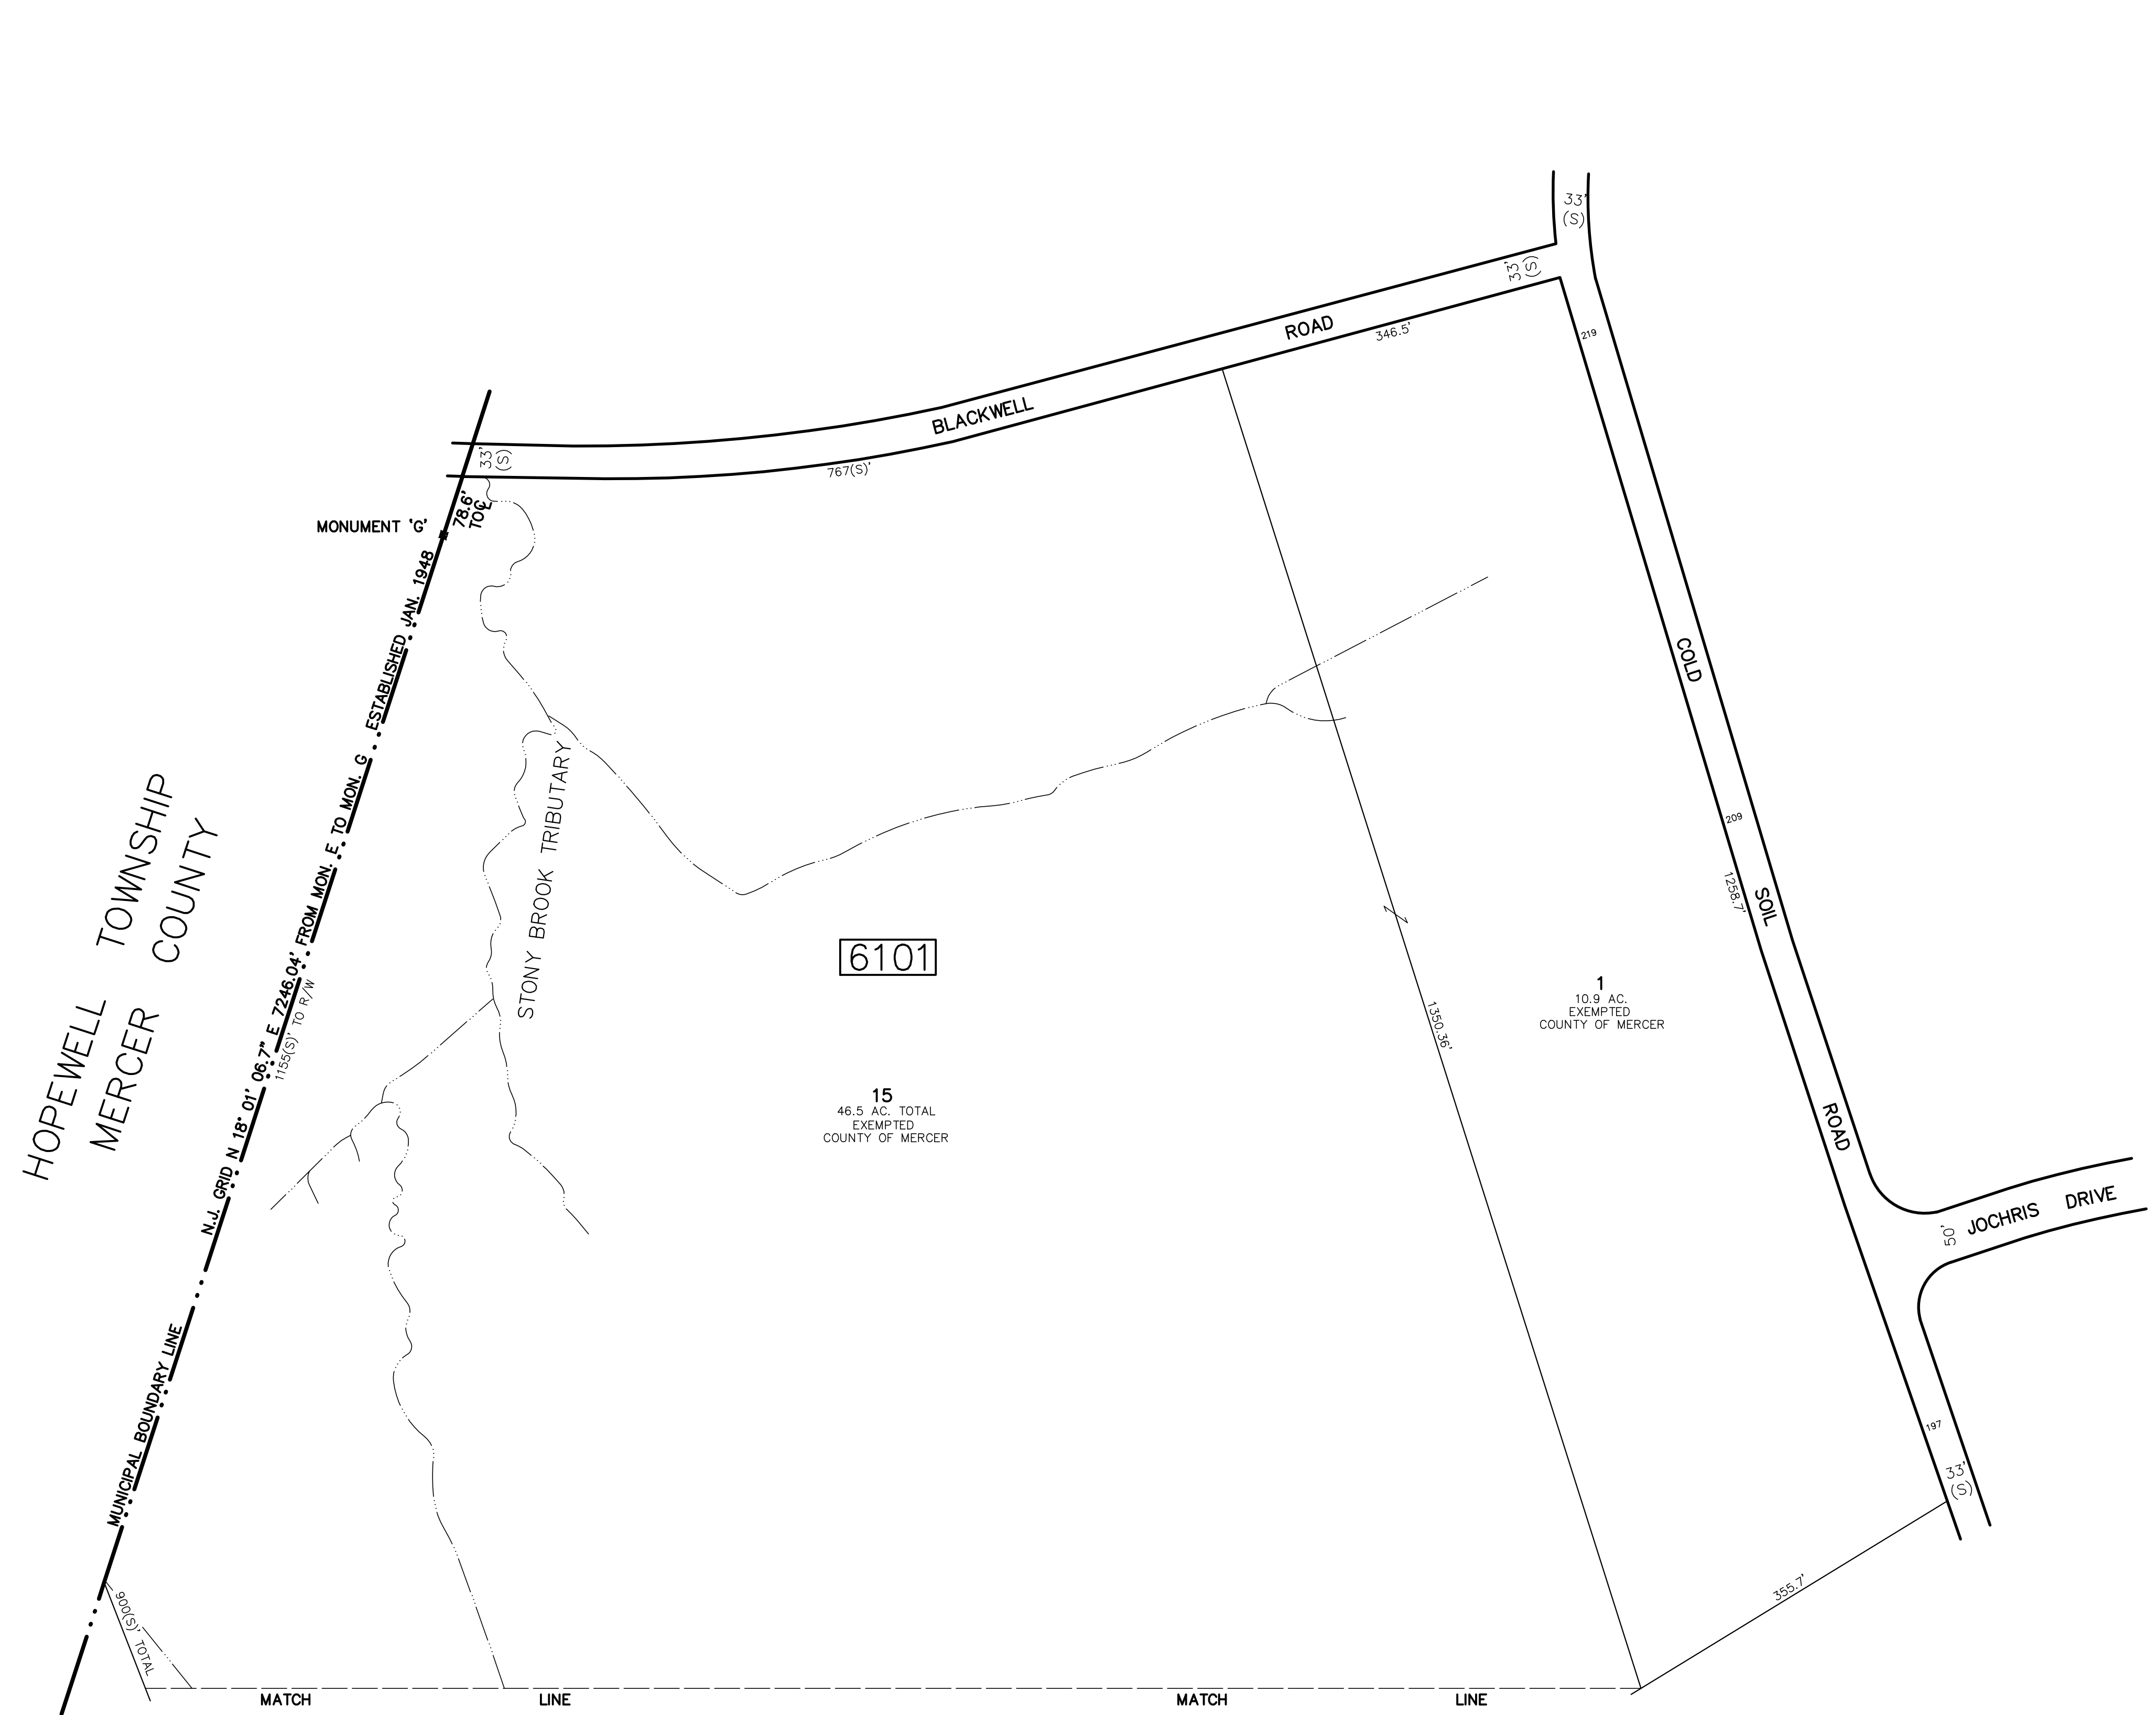 33'
(S)
33'
(S)
219
ROAD
346.5'
BLACKWELL
33'
(S)
767(S)'
78.6'
TO ℄
MONUMENT 'G'
MUNICIPAL BOUNDARY LINE
N.J. GRID N 18° 01' 06.7" E 7246.04' FROM MON. E TO MON. G
ESTABLISHED JAN. 1948
1155(S)' TO R/W
HOPEWELL TOWNSHIP
MERCER COUNTY
STONY BROOK TRIBUTARY
COLD
209
SOIL
1258.7'
6101
1350.36'
1
10.9 AC.
EXEMPTED
COUNTY OF MERCER
15
46.5 AC. TOTAL
EXEMPTED
COUNTY OF MERCER
ROAD
JOCHRIS DRIVE
50'
197
33'
(S)
355.7'
900(S)' TOTAL
MATCH LINE MATCH LINE